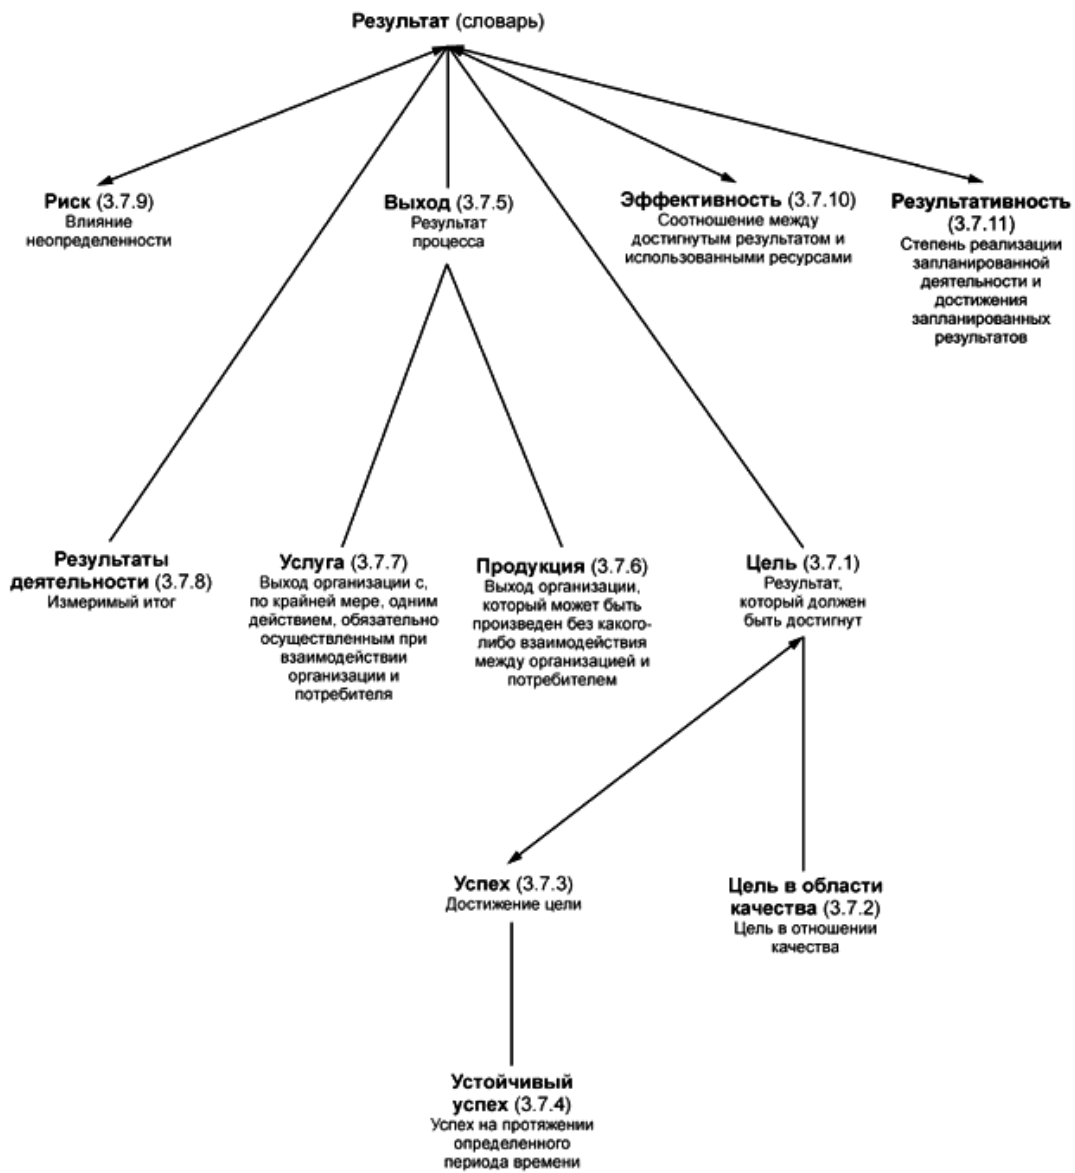 Результат (словарь)
Риск (3.7.9)
Влияние
неопределенности
Выход (3.7.5)
Результат
процесса
Эффективность (3.7.10)
Соотношение между
достигнутым результатом и
использованными ресурсами
Результативность
(3.7.11)
Степень реализации
запланированной
деятельности и
достижения
запланированных
результатов
Результаты
деятельности (3.7.8)
Измеримый итог
Услуга (3.7.7)
Выход организации с,
по крайней мере, одним
действием, обязательно
осуществленным при
взаимодействии
организации и
потребителя
Продукция (3.7.6)
Выход организации,
который может быть
произведен без какого-
либо взаимодействия
между организацией и
потребителем
Цель (3.7.1)
Результат,
который должен
быть достигнут
Успех (3.7.3)
Достижение цели
Цель в области
качества (3.7.2)
Цель в отношении
качества
Устойчивый
успех (3.7.4)
Успех на протяжении
определенного
периода времени